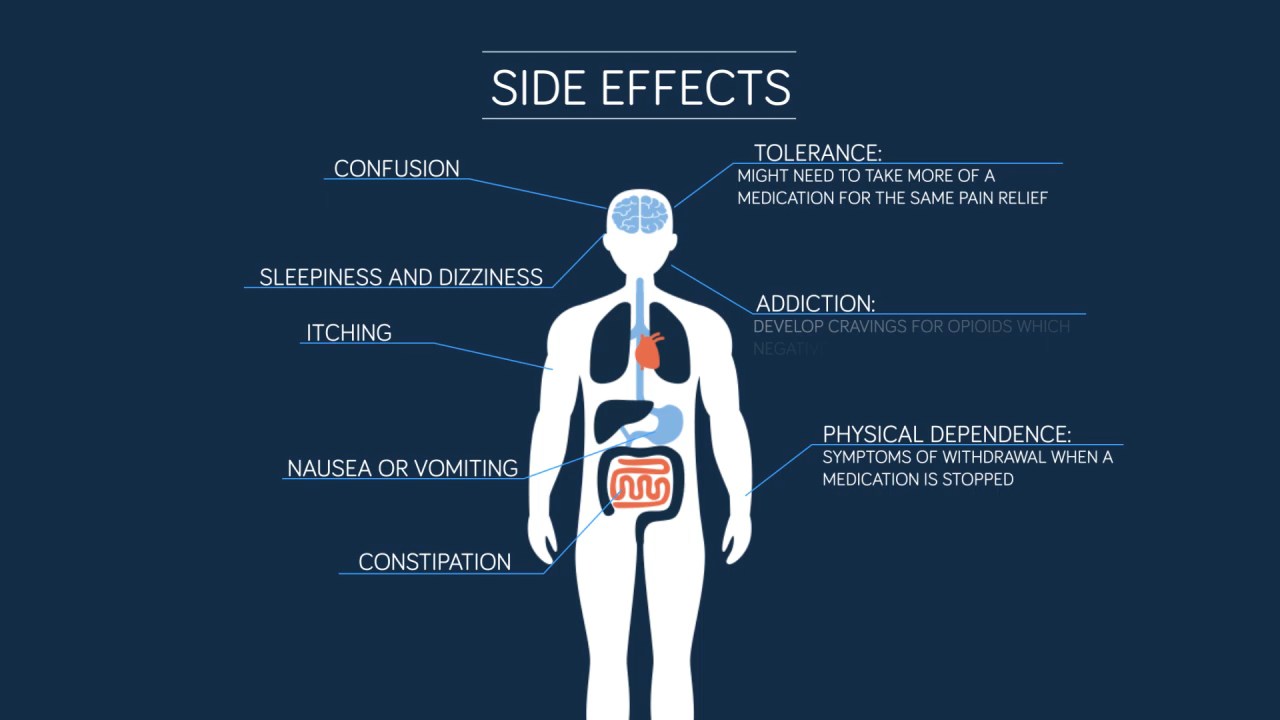 SIDE EFFECTS
CONFUSION
SLEEPINESS AND DIZZINESS
ITCHING
NAUSEA OR VOMITING
CONSTIPATION
TOLERANCE:
MIGHT NEED TO TAKE MORE OF A
MEDICATION FOR THE SAME PAIN RELIEF
ADDICTION:
DEVELOP CRAVINGS FOR OPIOIDS WHICH
PHYSICAL DEPENDENCE:
SYMPTOMS OF WITHDRAWAL WHEN A
MEDICATION IS STOPPED